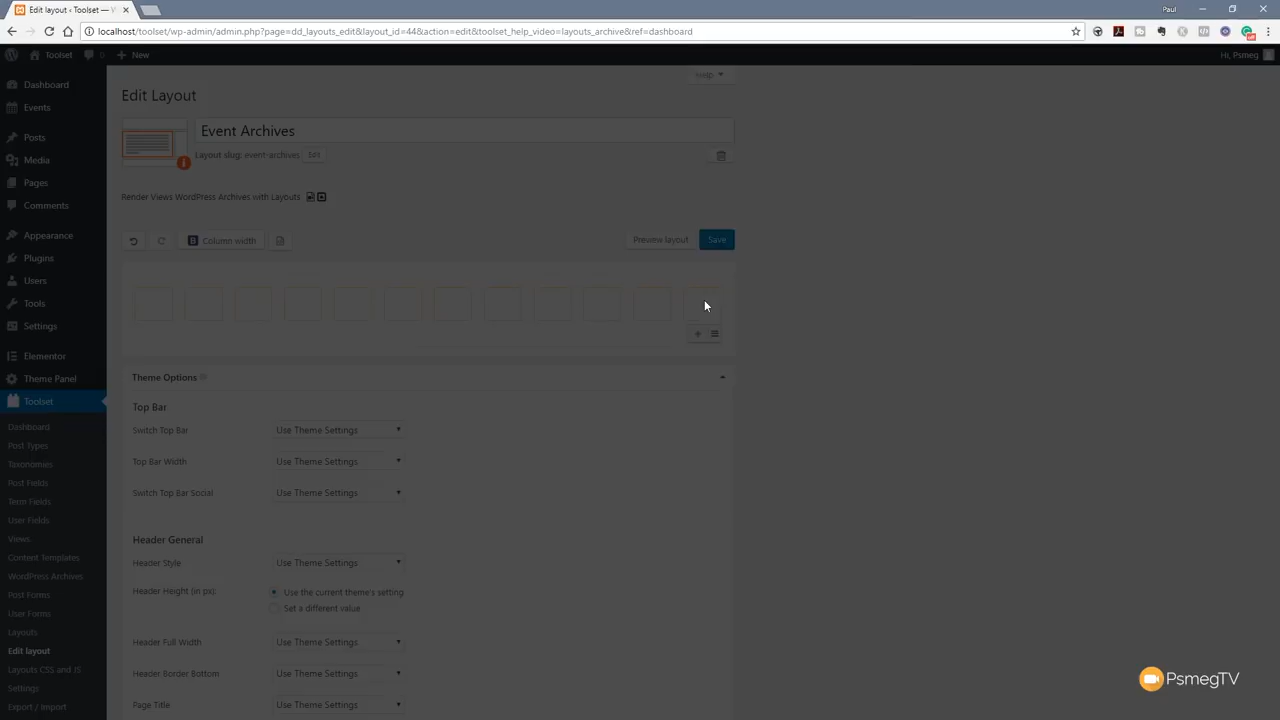 Edit layout ‹ Toolset — W
Paul
localhost/toolset/wp-admin/admin.php?page=dd_layouts_edit&layout_id=44&action=edit&toolset_help_video=layouts_archive&ref=dashboard
Toolset
0
New
Hi, Psmeg
Help
Dashboard
Events
Posts
Media
Pages
Comments
Appearance
Plugins
Users
Tools
Settings
Elementor
Theme Panel
Toolset
Dashboard
Post Types
Taxonomies
Post Fields
Term Fields
User Fields
Views
Content Templates
WordPress Archives
Post Forms
User Forms
Layouts
Edit layout
Layouts CSS and JS
Settings
Export / Import
Edit Layout
Event Archives
Layout slug: event-archives Edit
Render Views WordPress Archives with Layouts
B Column width
Preview layout
Save
Theme Options
Top Bar
Switch Top Bar Use Theme Settings
Top Bar Width Use Theme Settings
Switch Top Bar Social Use Theme Settings
Header General
Header Style Use Theme Settings
Header Height (in px) Use the current theme's setting
Set a different value
Header Full Width Use Theme Settings
Header Border Bottom Use Theme Settings
Page Title Use Theme Settings
PsmegTV